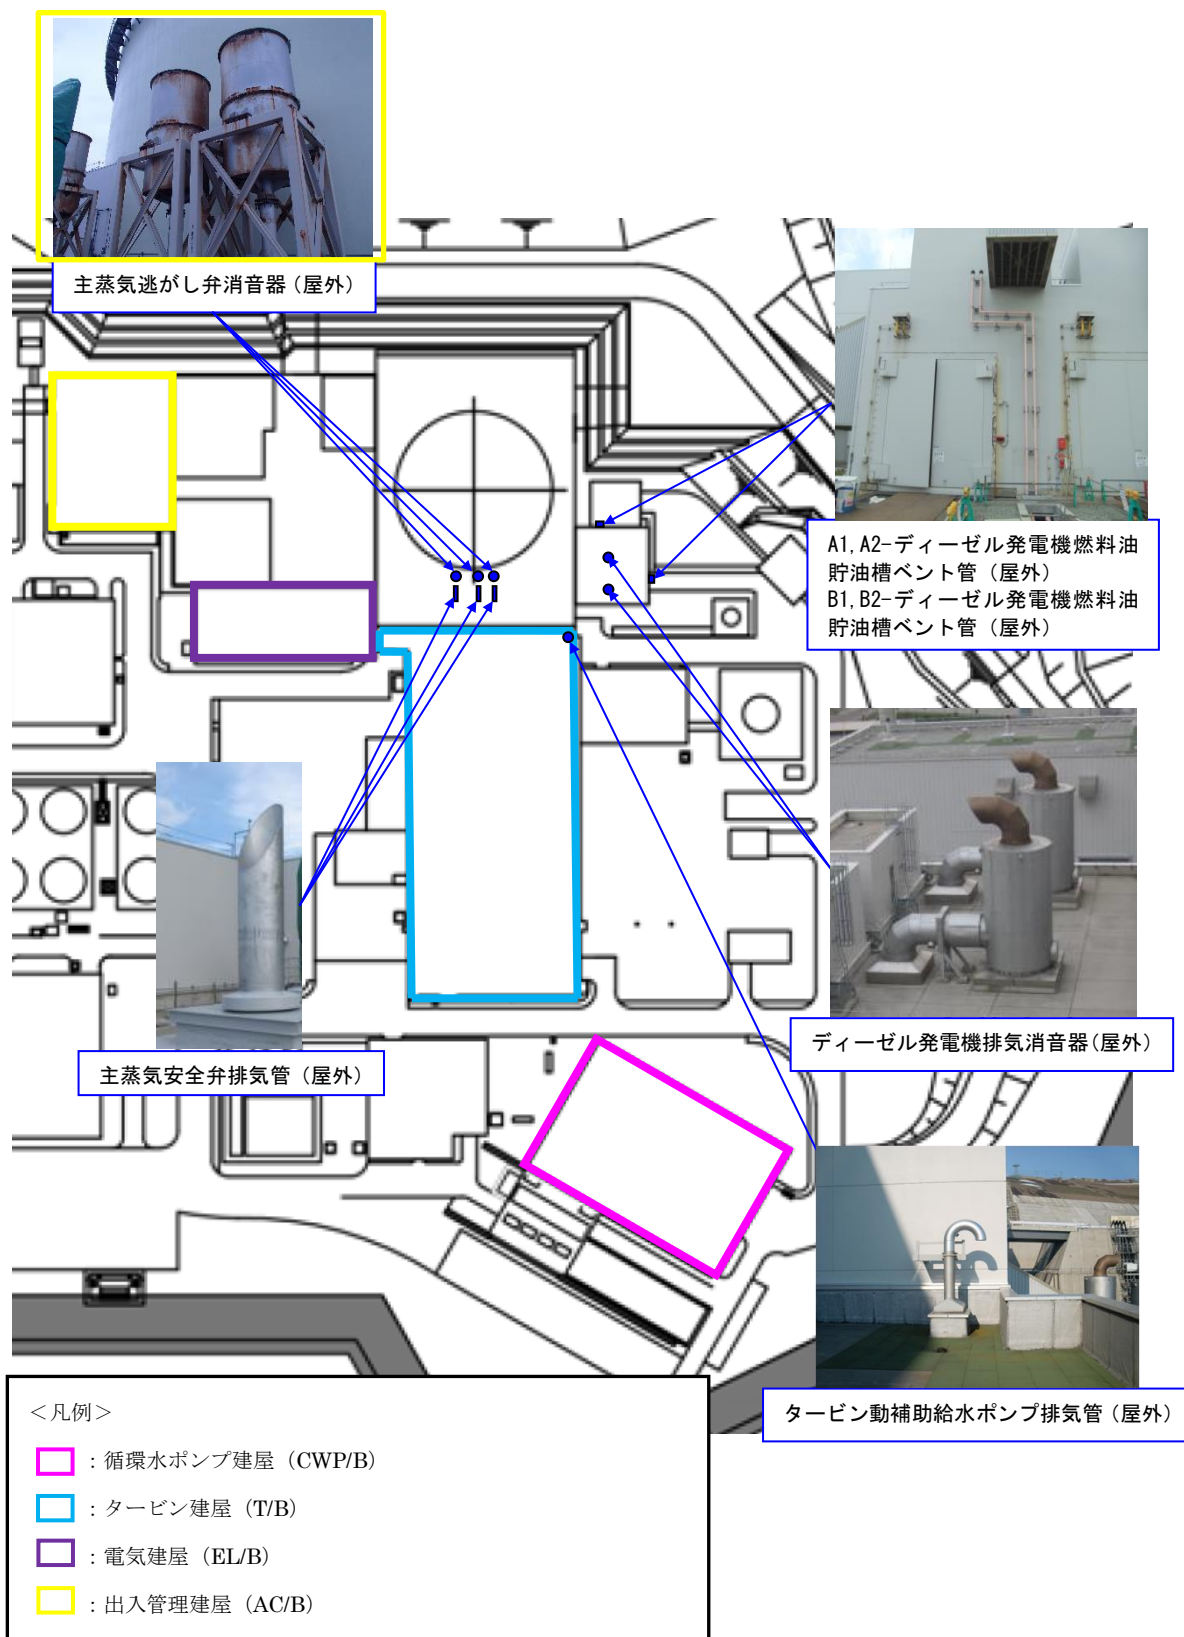 主蒸気逃がし弁消音器（屋外）
A1,A2-ディーゼル発電機燃料油
貯油槽ベント管（屋外）
B1,B2-ディーゼル発電機燃料油
貯油槽ベント管（屋外）
ディーゼル発電機排気消音器（屋外）
主蒸気安全弁排気管（屋外）
タービン動補助給水ポンプ排気管（屋外）
＜凡例＞
：循環水ポンプ建屋（CWP/B）
：タービン建屋（T/B）
：電気建屋（EL/B）
：出入管理建屋（AC/B）